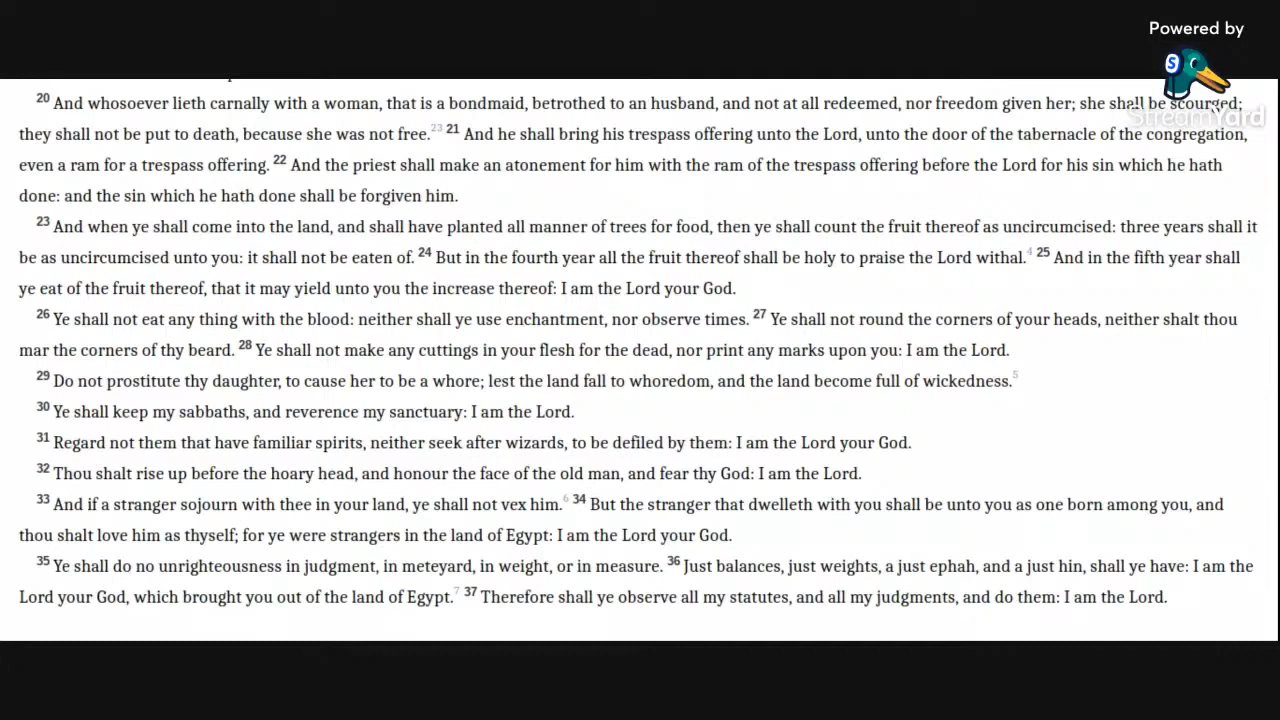 Powered by
StreamYard
20 And whosoever lieth carnally with a woman, that is a bondmaid, betrothed to an husband, and not at all redeemed, nor freedom given her; she shall be scourged;
they shall not be put to death, because she was not free.23 21 And he shall bring his trespass offering unto the Lord, unto the door of the tabernacle of the congregation,
even a ram for a trespass offering. 22 And the priest shall make an atonement for him with the ram of the trespass offering before the Lord for his sin which he hath
done: and the sin which he hath done shall be forgiven him.
23 And when ye shall come into the land, and shall have planted all manner of trees for food, then ye shall count the fruit thereof as uncircumcised: three years shall it
be as uncircumcised unto you: it shall not be eaten of. 24 But in the fourth year all the fruit thereof shall be holy to praise the Lord withal.4 25 And in the fifth year shall
ye eat of the fruit thereof, that it may yield unto you the increase thereof: I am the Lord your God.
26 Ye shall not eat any thing with the blood: neither shall ye use enchantment, nor observe times. 27 Ye shall not round the corners of your heads, neither shalt thou
mar the corners of thy beard. 28 Ye shall not make any cuttings in your flesh for the dead, nor print any marks upon you: I am the Lord.
29 Do not prostitute thy daughter, to cause her to be a whore; lest the land fall to whoredom, and the land become full of wickedness.5
30 Ye shall keep my sabbaths, and reverence my sanctuary: I am the Lord.
31 Regard not them that have familiar spirits, neither seek after wizards, to be defiled by them: I am the Lord your God.
32 Thou shalt rise up before the hoary head, and honour the face of the old man, and fear thy God: I am the Lord.
33 And if a stranger sojourn with thee in your land, ye shall not vex him.6 34 But the stranger that dwelleth with you shall be unto you as one born among you, and
thou shalt love him as thyself; for ye were strangers in the land of Egypt: I am the Lord your God.
35 Ye shall do no unrighteousness in judgment, in meteyard, in weight, or in measure. 36 Just balances, just weights, a just ephah, and a just hin, shall ye have: I am the
Lord your God, which brought you out of the land of Egypt.7 37 Therefore shall ye observe all my statutes, and all my judgments, and do them: I am the Lord.